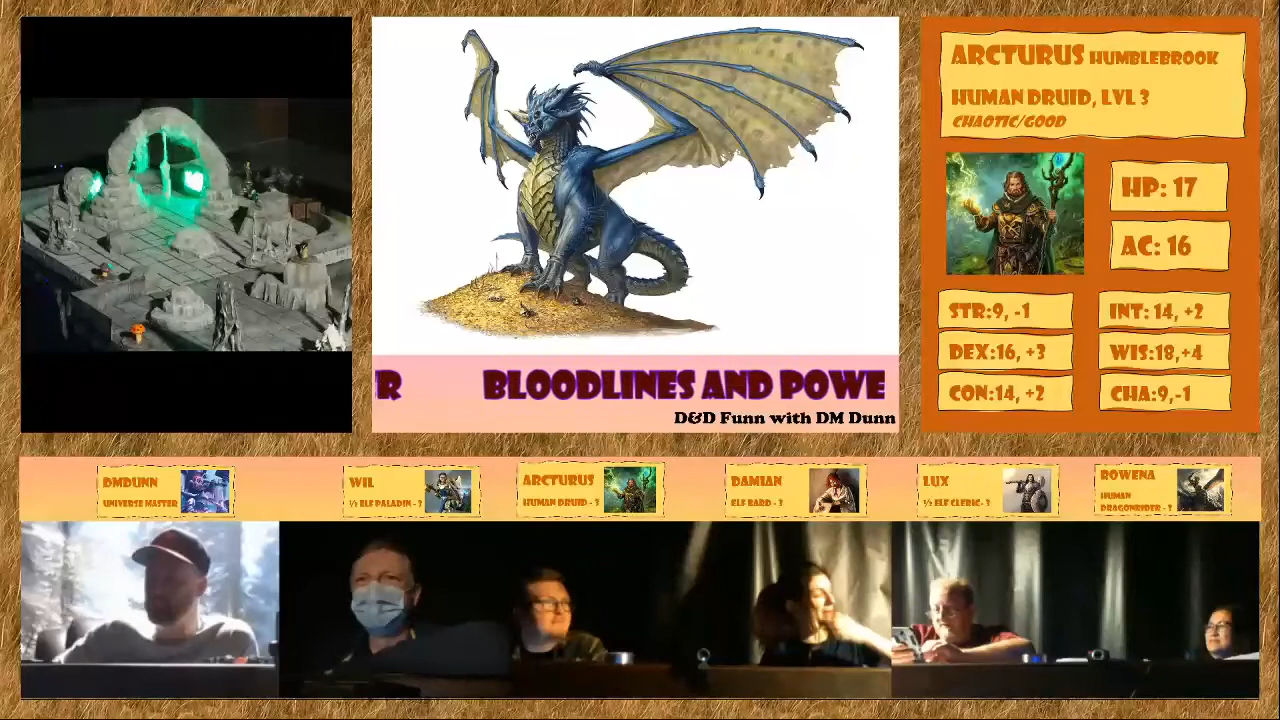 ER BLOODLINES AND POWE
D&D Funn with DM Dunn
ARCTURUS HUMBLEBROOK
HUMAN DRUID, LVL 3
CHAOTIC/GOOD
HP: 17
AC: 16
STR:9, -1
INT: 14, +2
DEX:16, +3
WIS:18,+4
CON:14, +2
CHA:9,-1
DMDUNN
UNIVERSE MASTER
WIL
½ ELF PALADIN - 3
ARCTURUS
HUMAN DRUID - 3
DAMIAN
ELF BARD - 3
LUX
½ ELF CLERIC- 3
ROWENA
HUMAN
DRAGONRIDER - 3